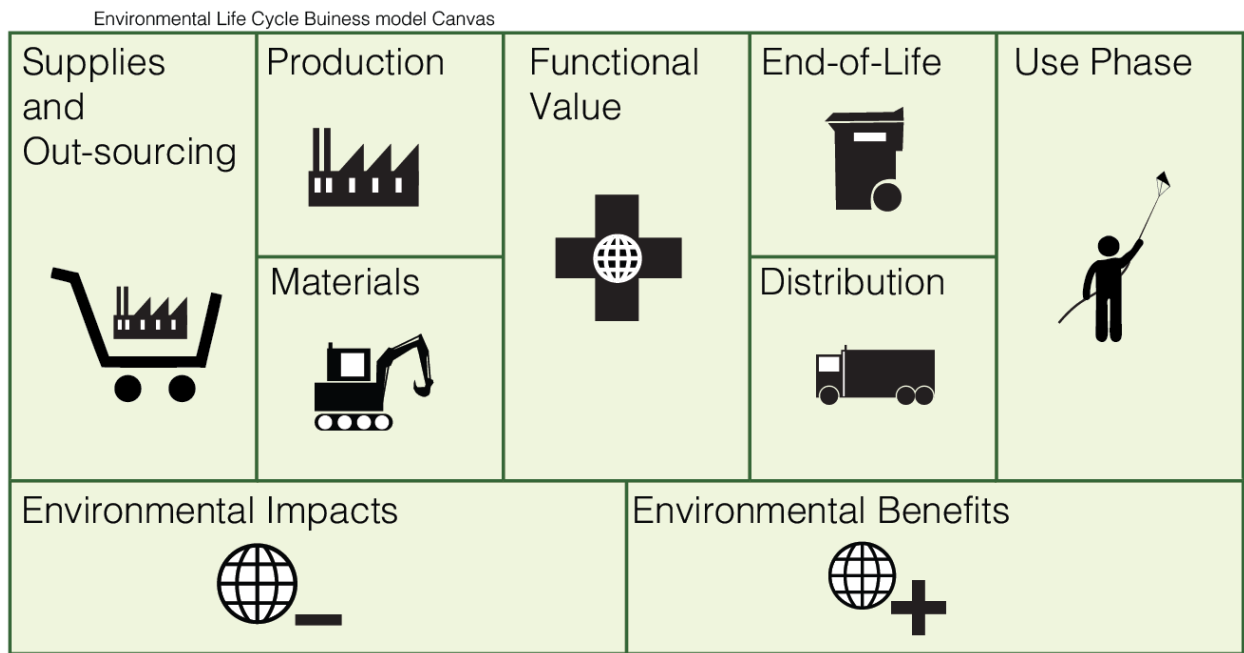 Environmental Life Cycle Buiness model Canvas
Supplies
and
Out-sourcing
Production
Materials
Functional
Value
End-of-Life
Distribution
Use Phase
Environmental Impacts
Environmental Benefits